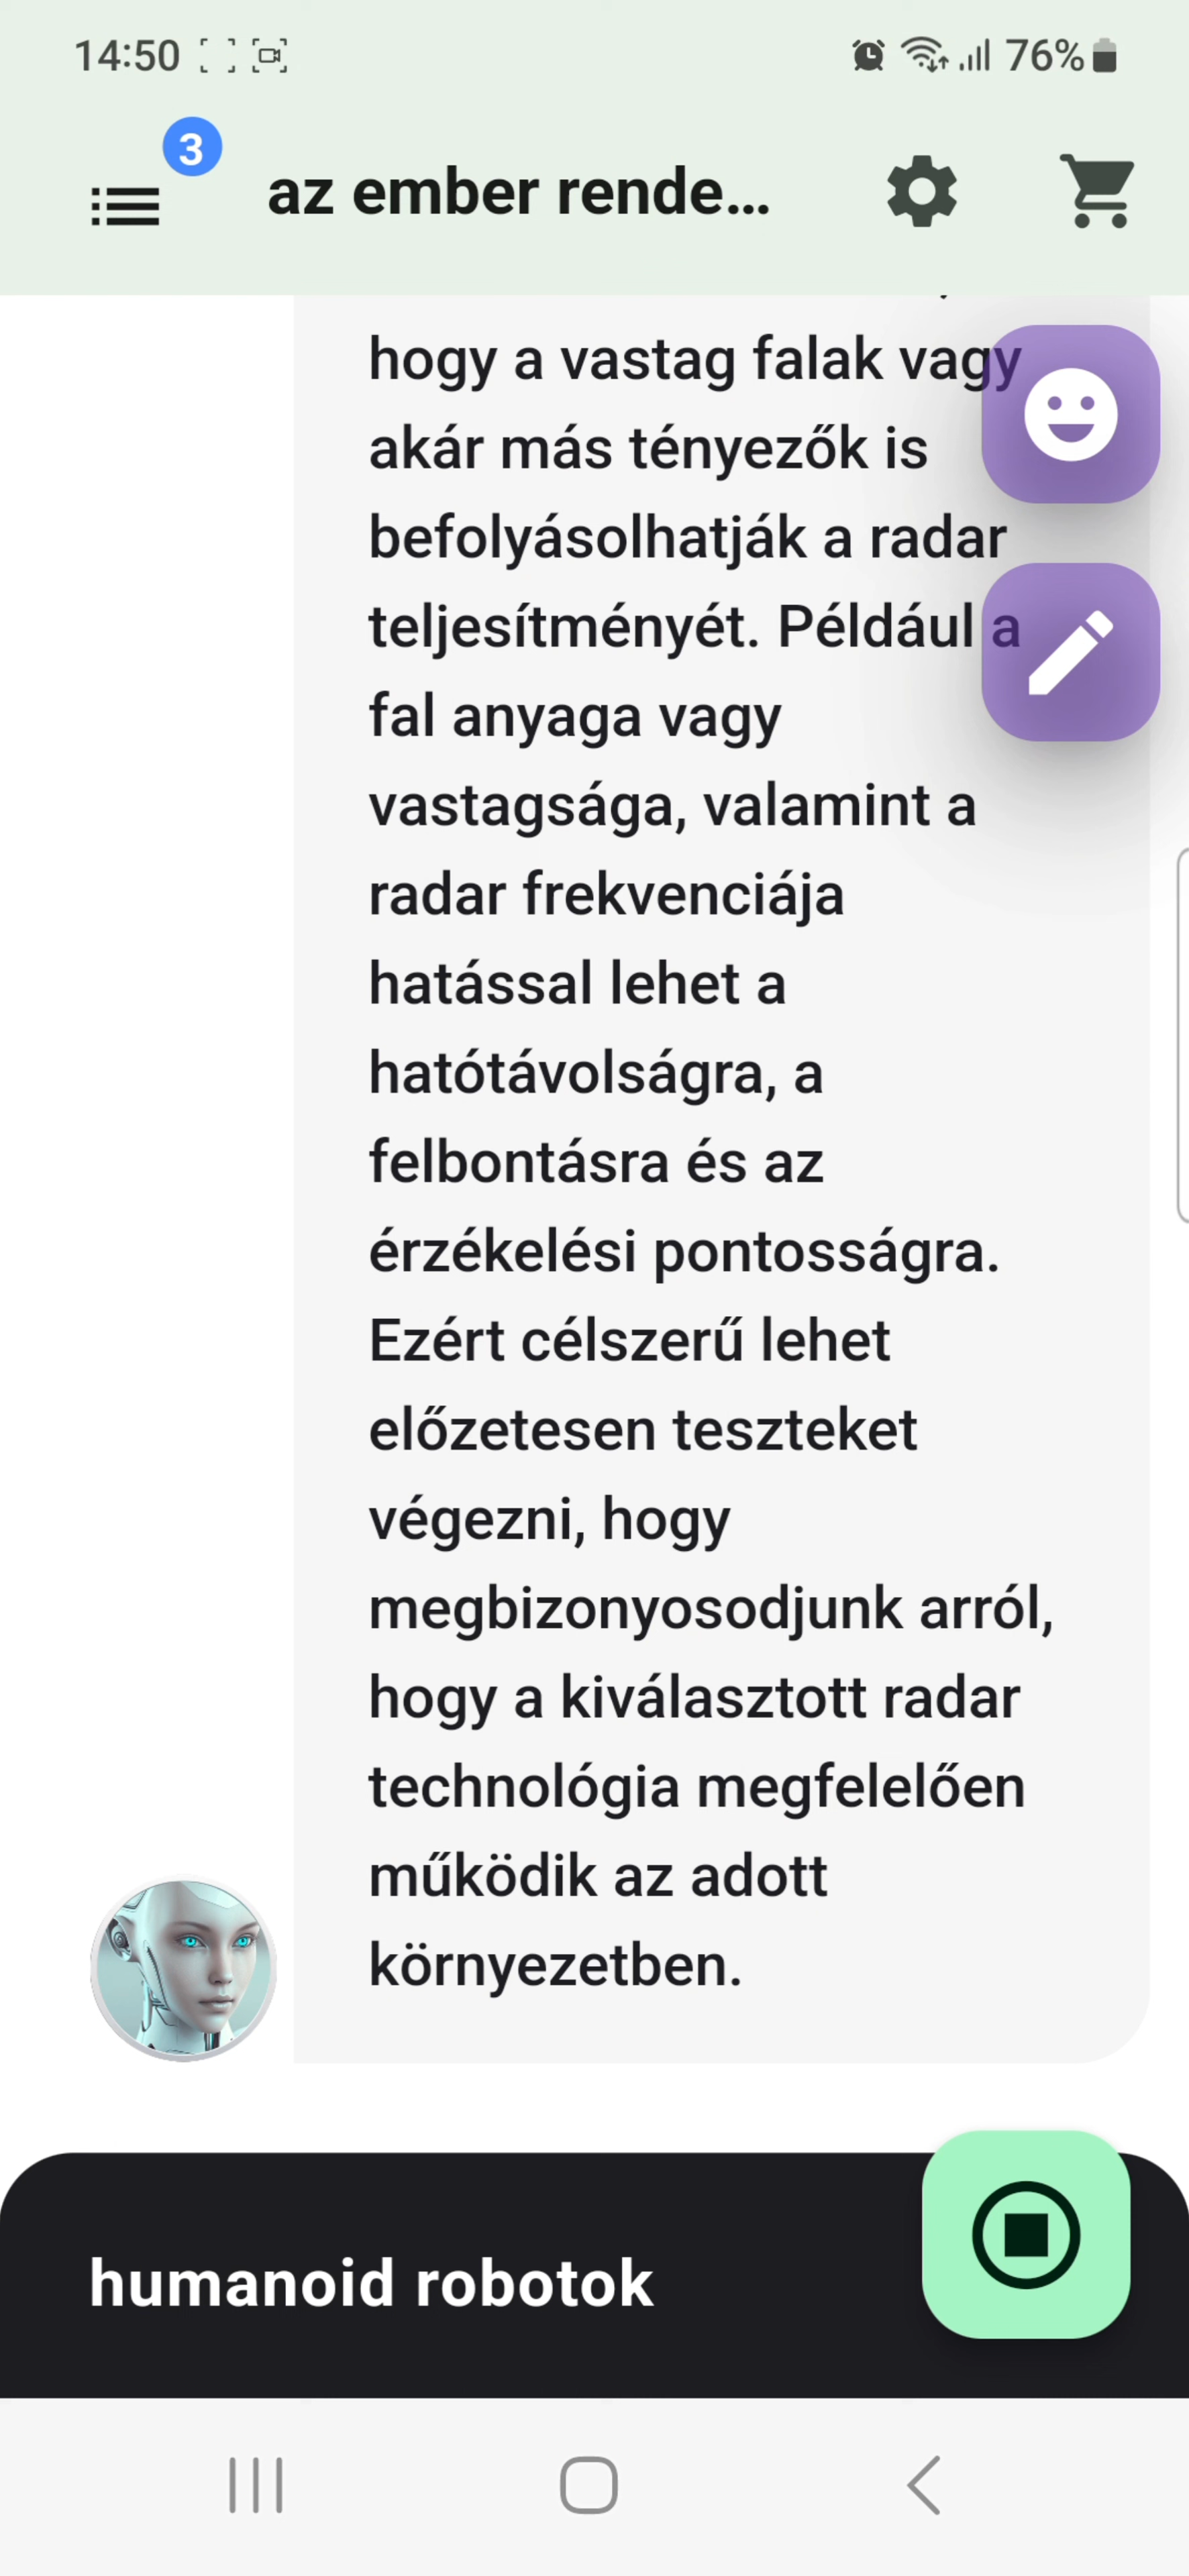 14:50
76%
3
az ember rende...
hogy a vastag falak vagy
akár más tényezők is
befolyásolhatják a radar
teljesítményét. Például a
fal anyaga vagy
vastagsága, valamint a
radar frekvenciája
hatással lehet a
hatótávolságra, a
felbontásra és az
érzékelési pontosságra.
Ezért célszerű lehet
előzetesen teszteket
végezni, hogy
megbizonyosodjunk arról,
hogy a kiválasztott radar
technológia megfelelően
működik az adott
környezetben.
humanoid robotok